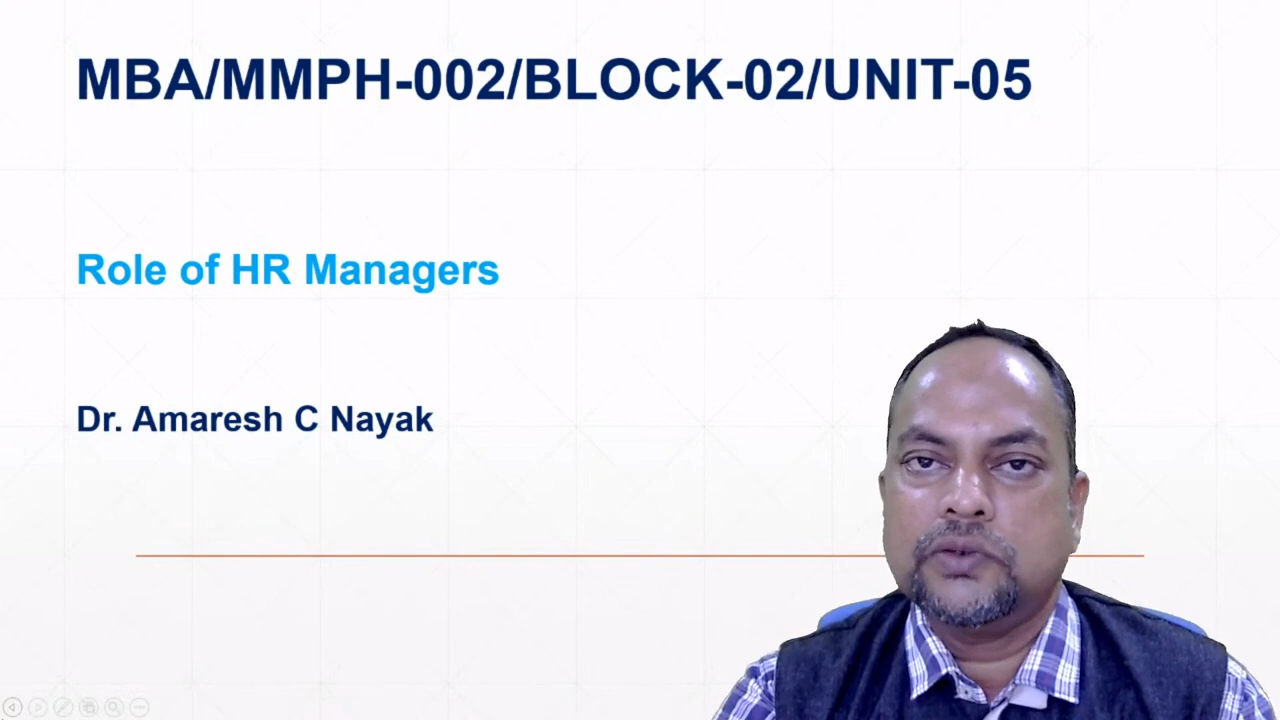 MBA/MMPH-002/BLOCK-02/UNIT-05
Role of HR Managers
Dr. Amaresh C Nayak